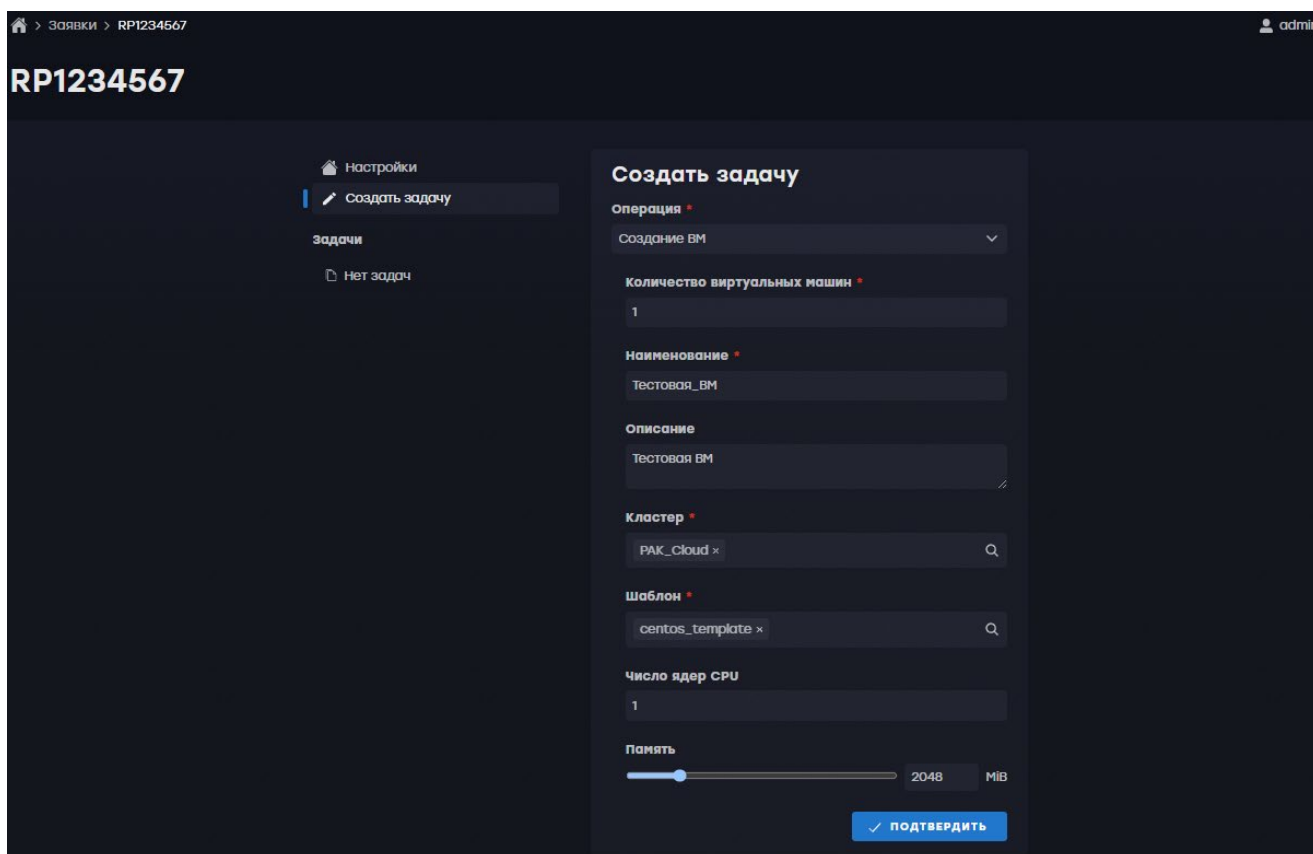 > Заявки > RP1234567
admin
RP1234567
Настройки
Создать задачу
Задачи
Нет задач
Создать задачу
Операция *
Создание ВМ
Количество виртуальных машин *
1
Наименование *
Тестовая_ВМ
Описание
Тестовая ВМ
Кластер *
PAK_Cloud ×
Шаблон *
centos_template ×
Число ядер CPU
1
Память
2048 MiB
ПОДТВЕРДИТЬ